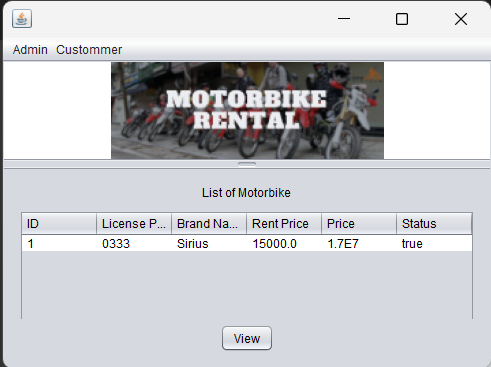 Admin Custommer
MOTORBIKE
RENTAL
List of Motorbike
ID License P... Brand Na... Rent Price Price Status
1 0333 Sirius 15000.0 1.7E7 true
View